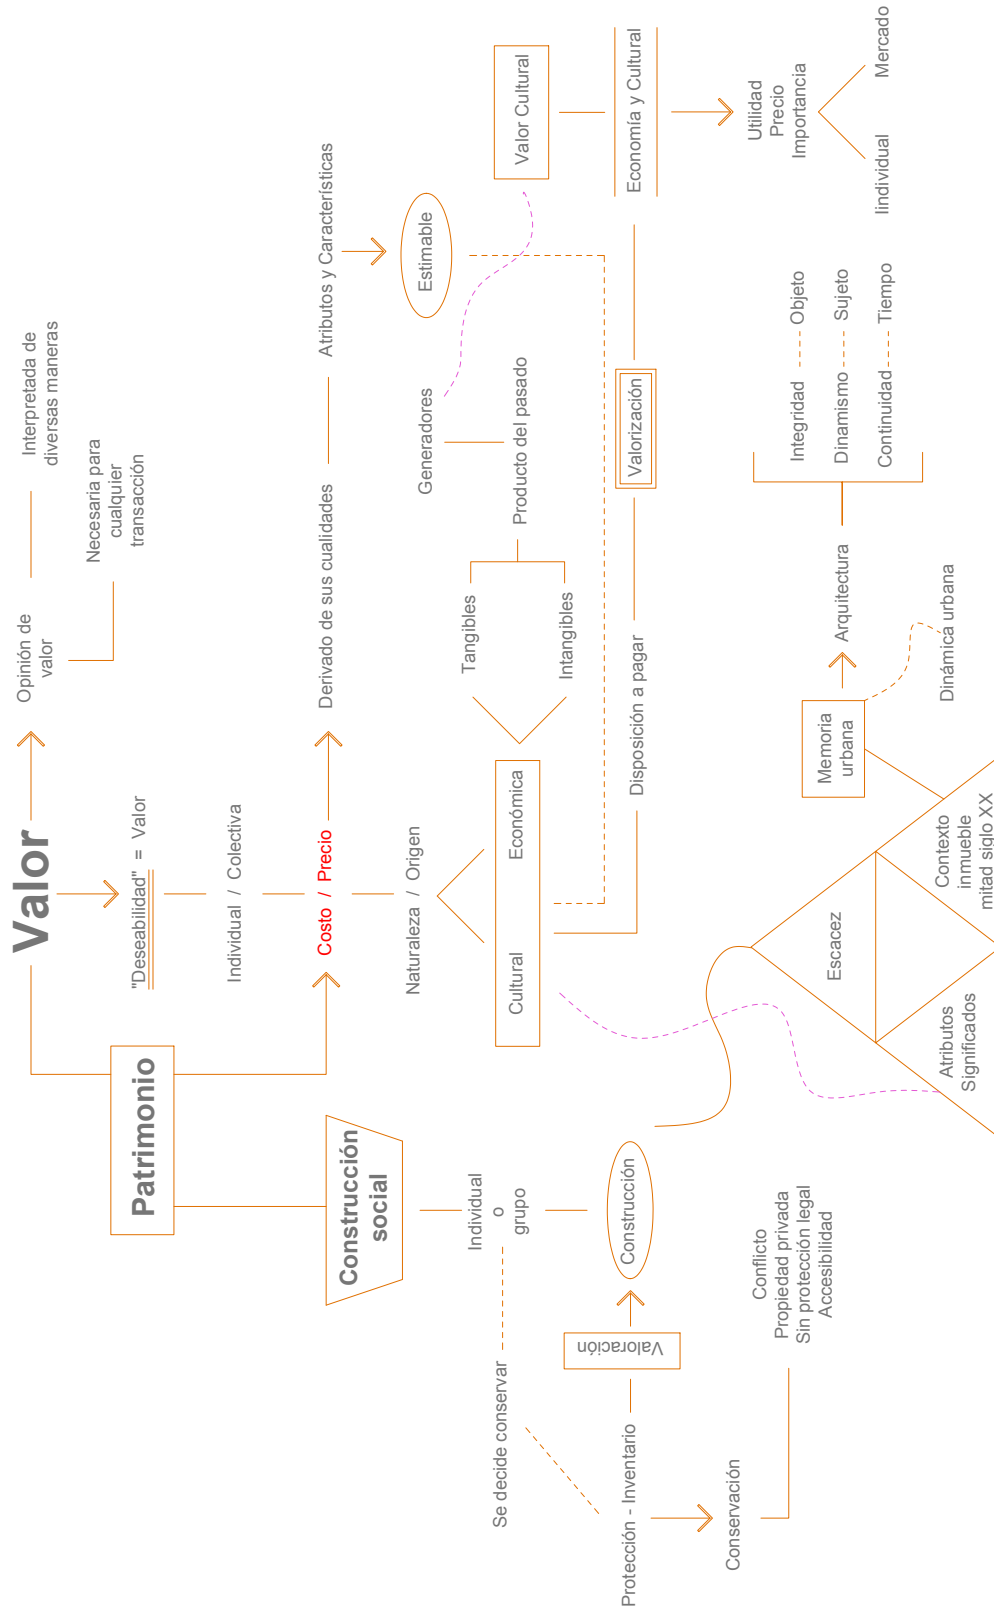 Valor
Opinión de
valor
Interpretada de
diversas maneras
Necesaria para
cualquier
transacción
"Deseabilidad" = Valor
Individual / Colectiva
Patrimonio
Costo / Precio
Derivado de sus cualidades
Atributos y Características
Estimable
Naturaleza / Origen
Construcción
social
Generadores
Producto del pasado
Tangibles
Intangibles
Cultural
Económica
Valor Cultural
Economía y Cultural
Individual
o
grupo
Se decide conservar
Construcción
Valoración
Protección - Inventario
Disposición a pagar
Valorización
Utilidad
Precio
Importancia
Iindividual
Mercado
Conservación
Conflicto
Propiedad privada
Sin protección legal
Accesibilidad
Escacez
Atributos
Significados
Contexto
inmueble
mitad siglo XX
Memoria
urbana
Arquitectura
Dinámica urbana
Integridad
Objeto
Dinamismo
Sujeto
Continuidad
Tiempo